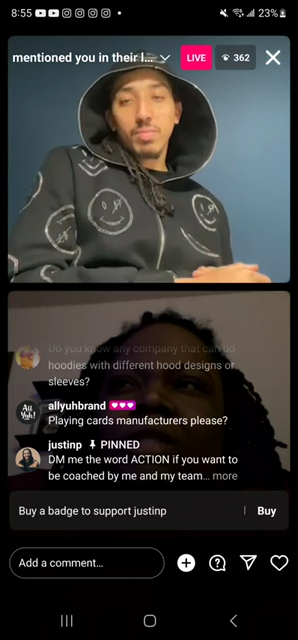 8:55
23%
mentioned you in their l...
LIVE
362
Do you know any company that can do
hoodies with different hood designs or
sleeves?
allyuhbrand
Playing cards manufacturers please?
justinp PINNED
DM me the word ACTION if you want to
be coached by me and my team... more
Buy a badge to support justinp
Buy
Add a comment...